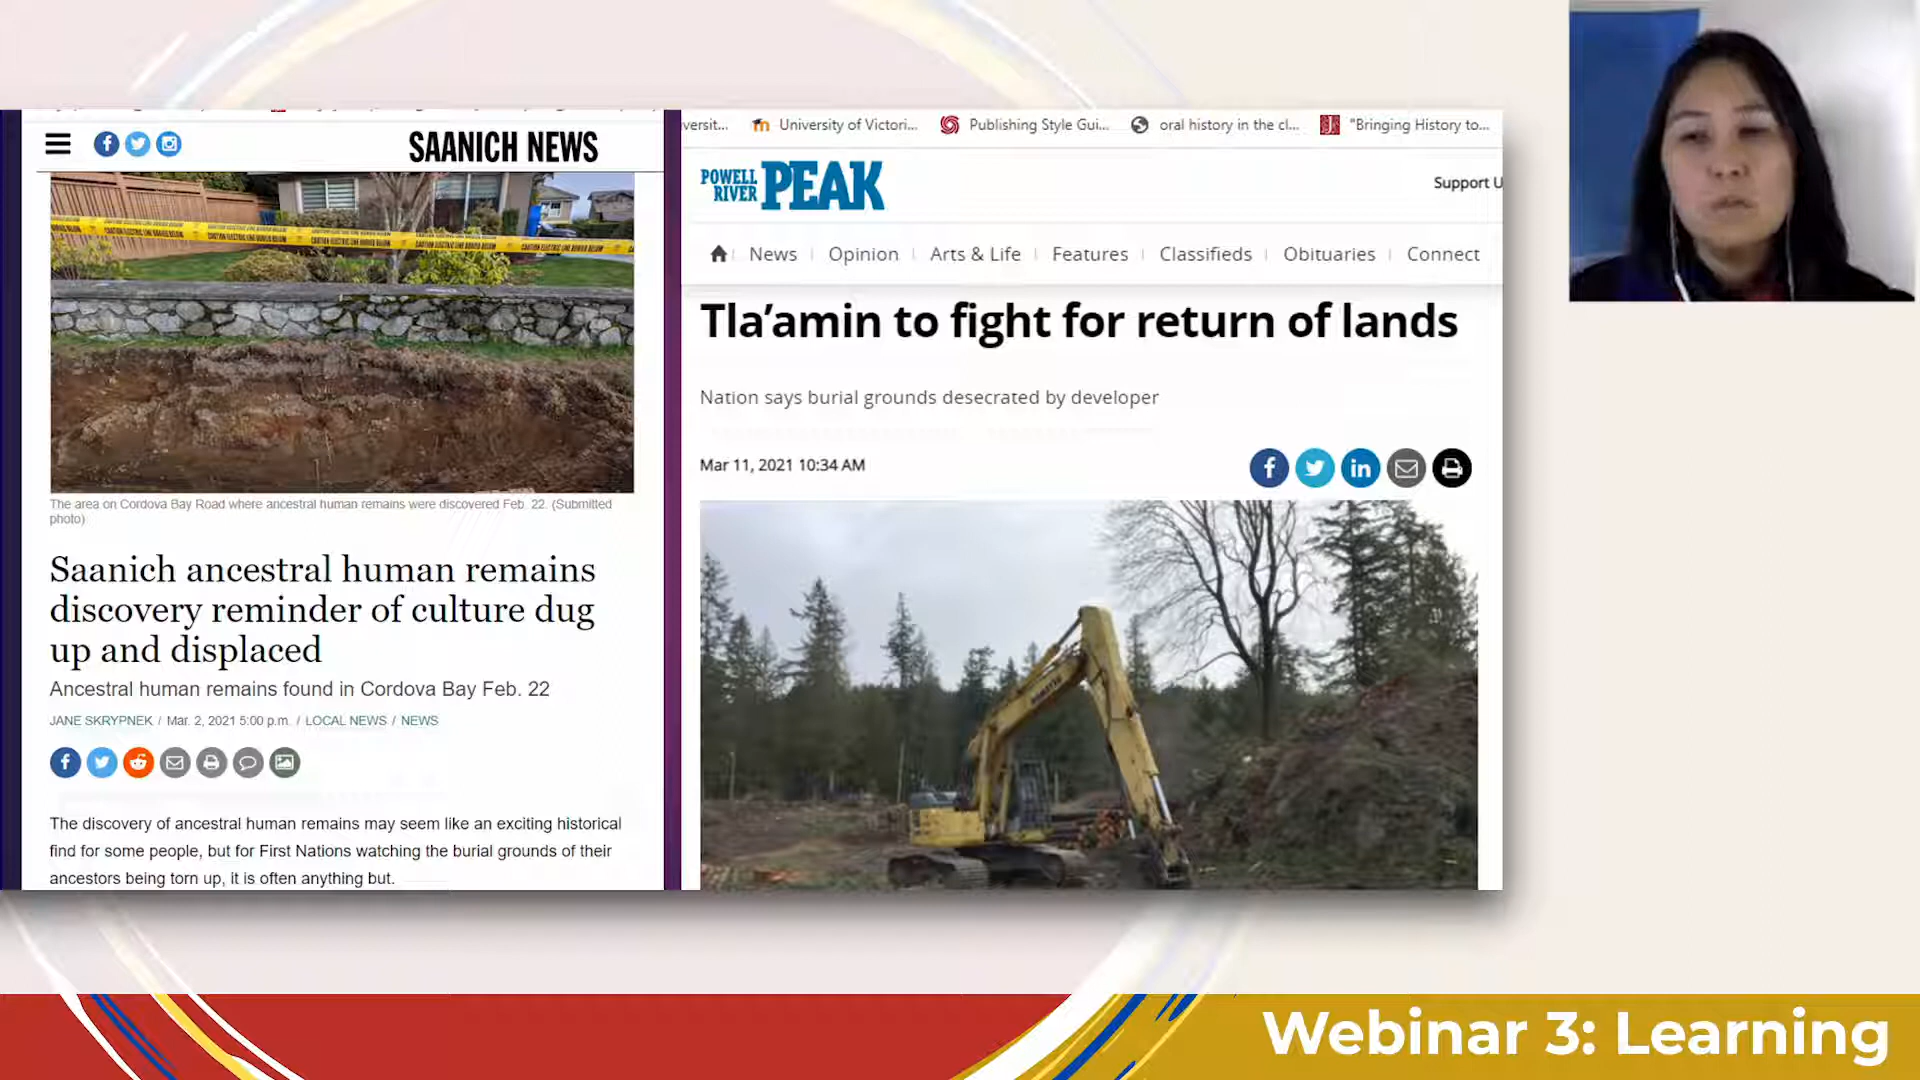 SAANICH NEWS
The area on Cordova Bay Road where ancestral human remains were discovered Feb. 22. (Submitted
photo)
Saanich ancestral human remains
discovery reminder of culture dug
up and displaced
Ancestral human remains found in Cordova Bay Feb. 22
JANE SKRYPNEK / Mar. 2, 2021 5:00 p.m. / LOCAL NEWS / NEWS
The discovery of ancestral human remains may seem like an exciting historical
find for some people, but for First Nations watching the burial grounds of their
ancestors being torn up, it is often anything but.
versit... University of Victori... Publishing Style Gui... oral history in the cl... "Bringing History to...
POWELL
RIVER PEAK
Support U
News Opinion Arts & Life Features Classifieds Obituaries Connect
Tla’amin to fight for return of lands
Nation says burial grounds desecrated by developer
Mar 11, 2021 10:34 AM
Webinar 3: Learning